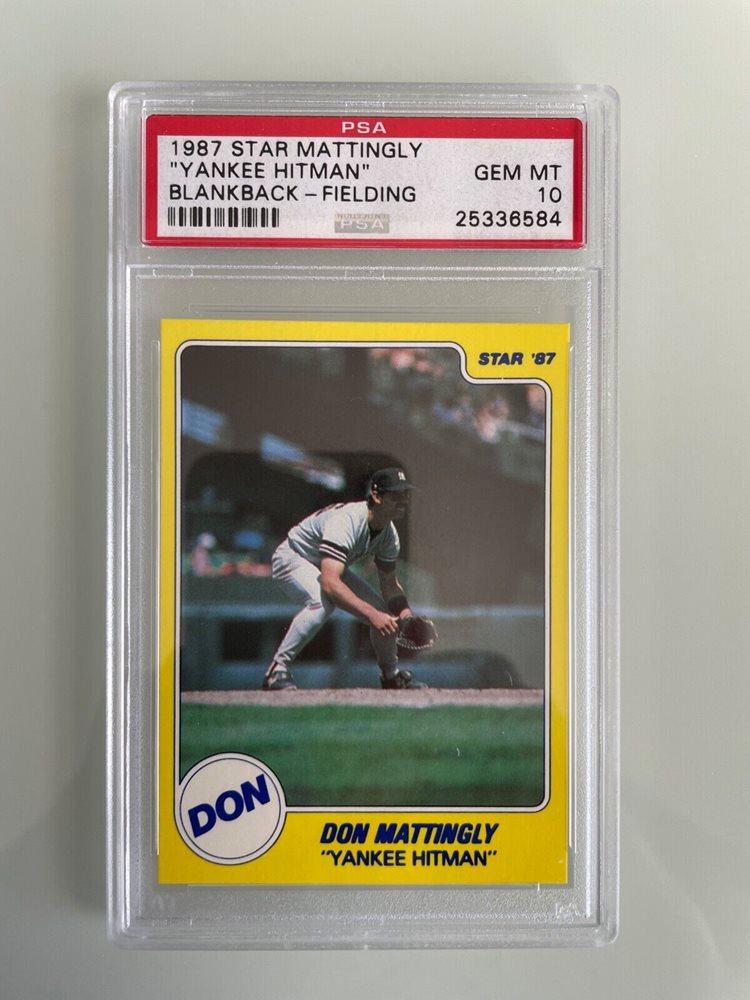 PSA
1987 STAR MATTINGLY
"YANKEE HITMAN" GEM MT
BLANKBACK – FIELDING 10
PSA 25336584
STAR '87
DON
DON MATTINGLY
"YANKEE HITMAN"